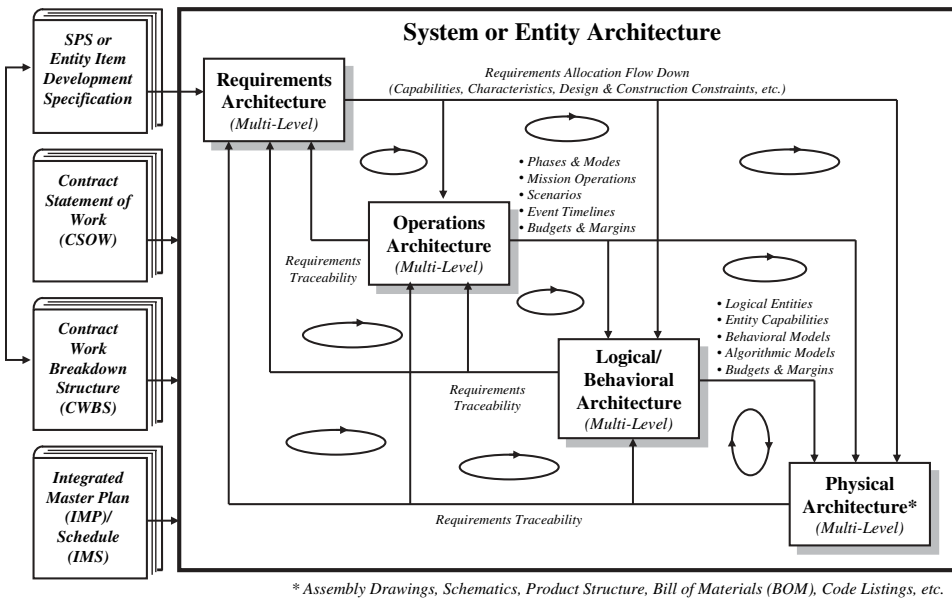 SPS or
Entity Item
Development
Specification
Contract
Statement of
Work
(CSOW)
Contract
Work
Breakdown
Structure
(CWBS)
Integrated
Master Plan
(IMP)/
Schedule
(IMS)
System or Entity Architecture
Requirements
Architecture
(Multi-Level)
Requirements Allocation Flow Down
(Capabilities, Characteristics, Design & Construction Constraints, etc.)
• Phases & Modes
• Mission Operations
• Scenarios
• Event Timelines
• Budgets & Margins
Operations
Architecture
(Multi-Level)
Requirements
Traceability
• Logical Entities
• Entity Capabilities
• Behavioral Models
• Algorithmic Models
• Budgets & Margins
Logical/
Behavioral
Architecture
(Multi-Level)
Requirements
Traceability
Physical
Architecture*
(Multi-Level)
Requirements Traceability
* Assembly Drawings, Schematics, Product Structure, Bill of Materials (BOM), Code Listings, etc.